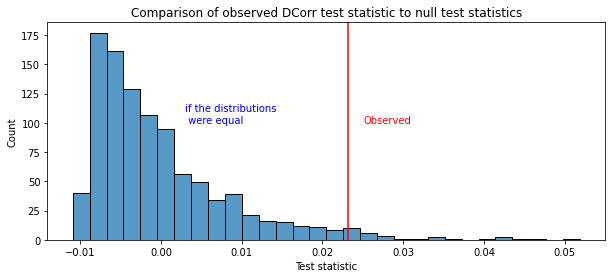 Comparison of observed DCorr test statistic to null test statistics
175
150
125
100
75
50
25
0
Count
if the distributions
were equal
Observed
−0.01
0.00
0.01
0.02
0.03
0.04
0.05
Test statistic